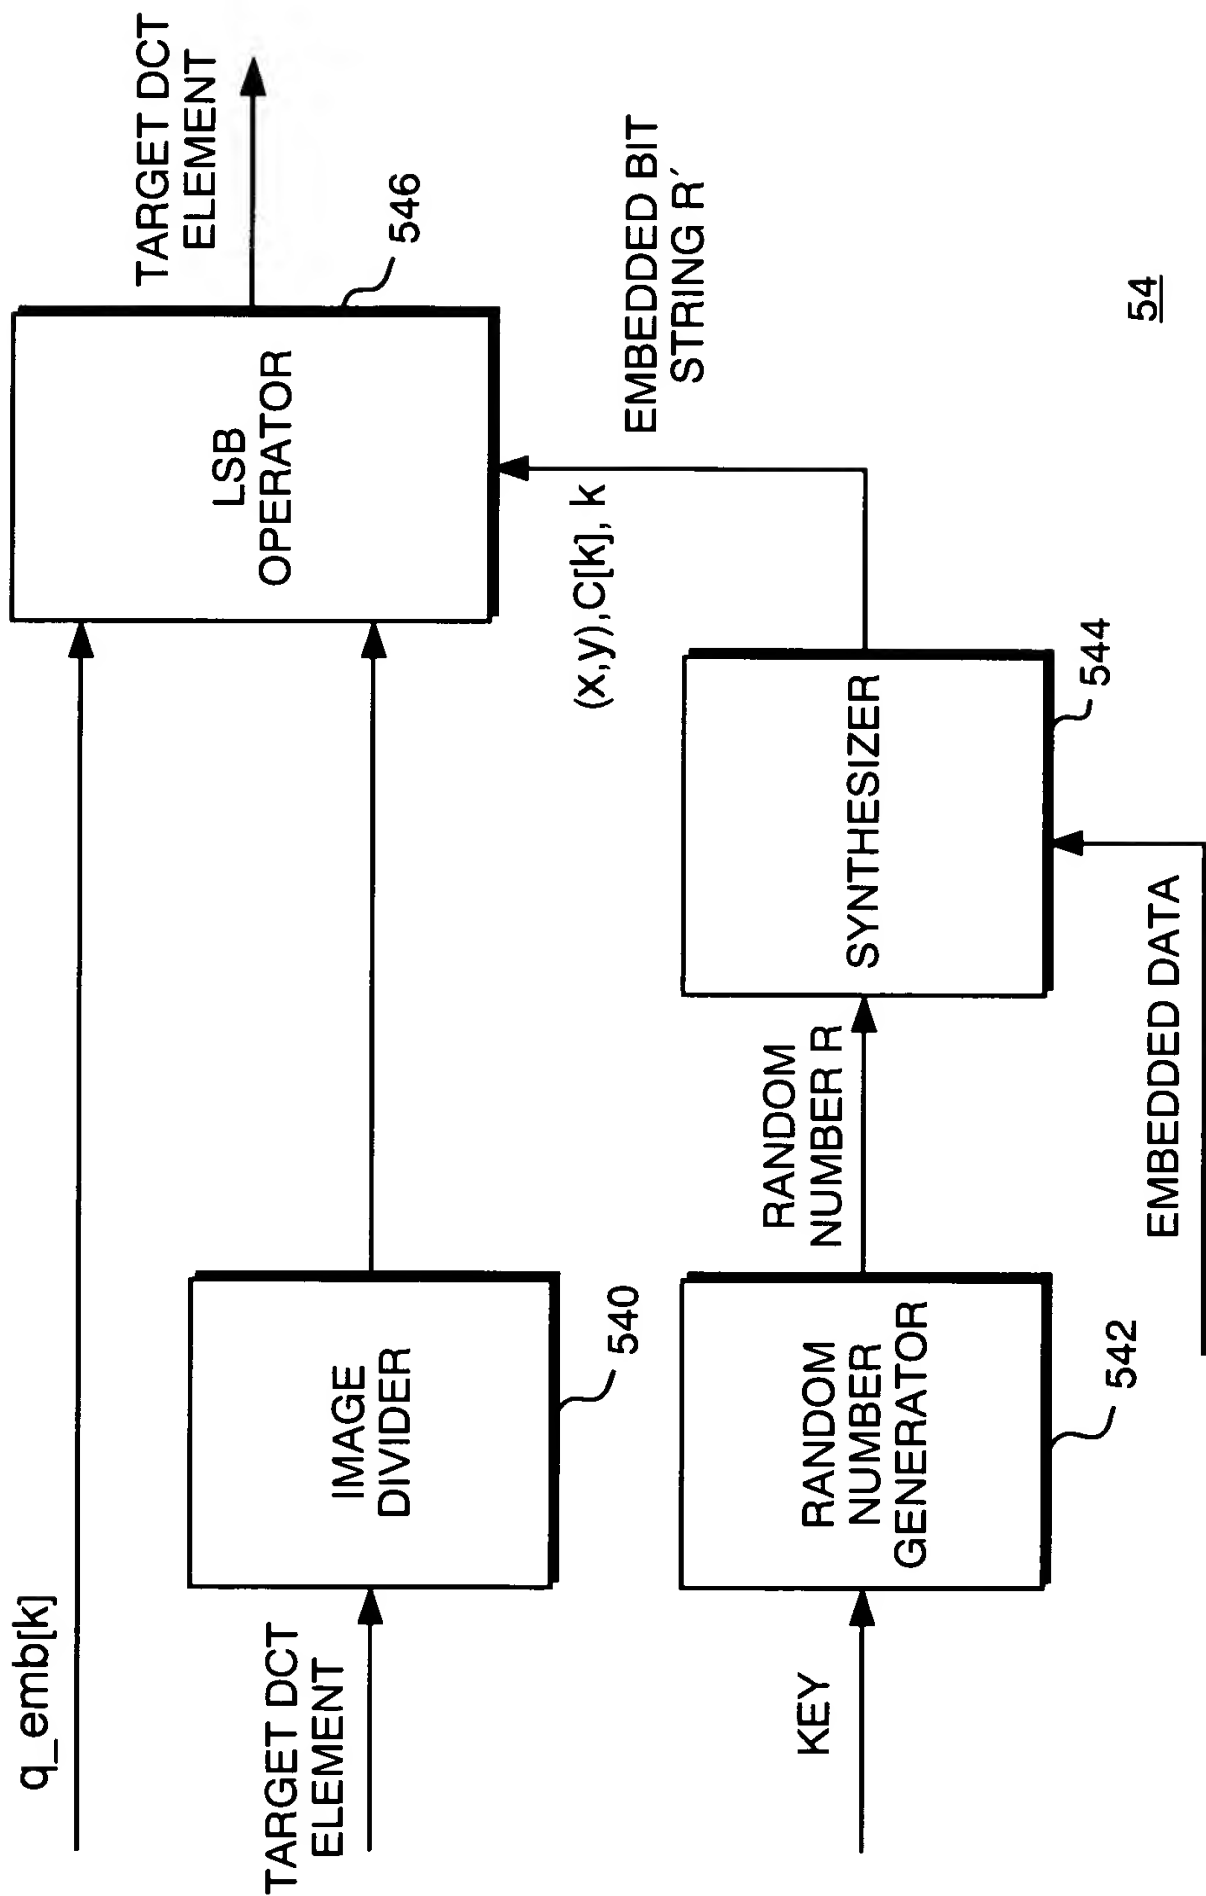 q_emb[k]
TARGET DCT
ELEMENT
IMAGE
DIVIDER
540
LSB
OPERATOR
546
TARGET DCT
ELEMENT
KEY
RANDOM
NUMBER
GENERATOR
542
RANDOM
NUMBER R
SYNTHESIZER
544
(x,y),C[k], k
EMBEDDED BIT
STRING R´
EMBEDDED DATA
54